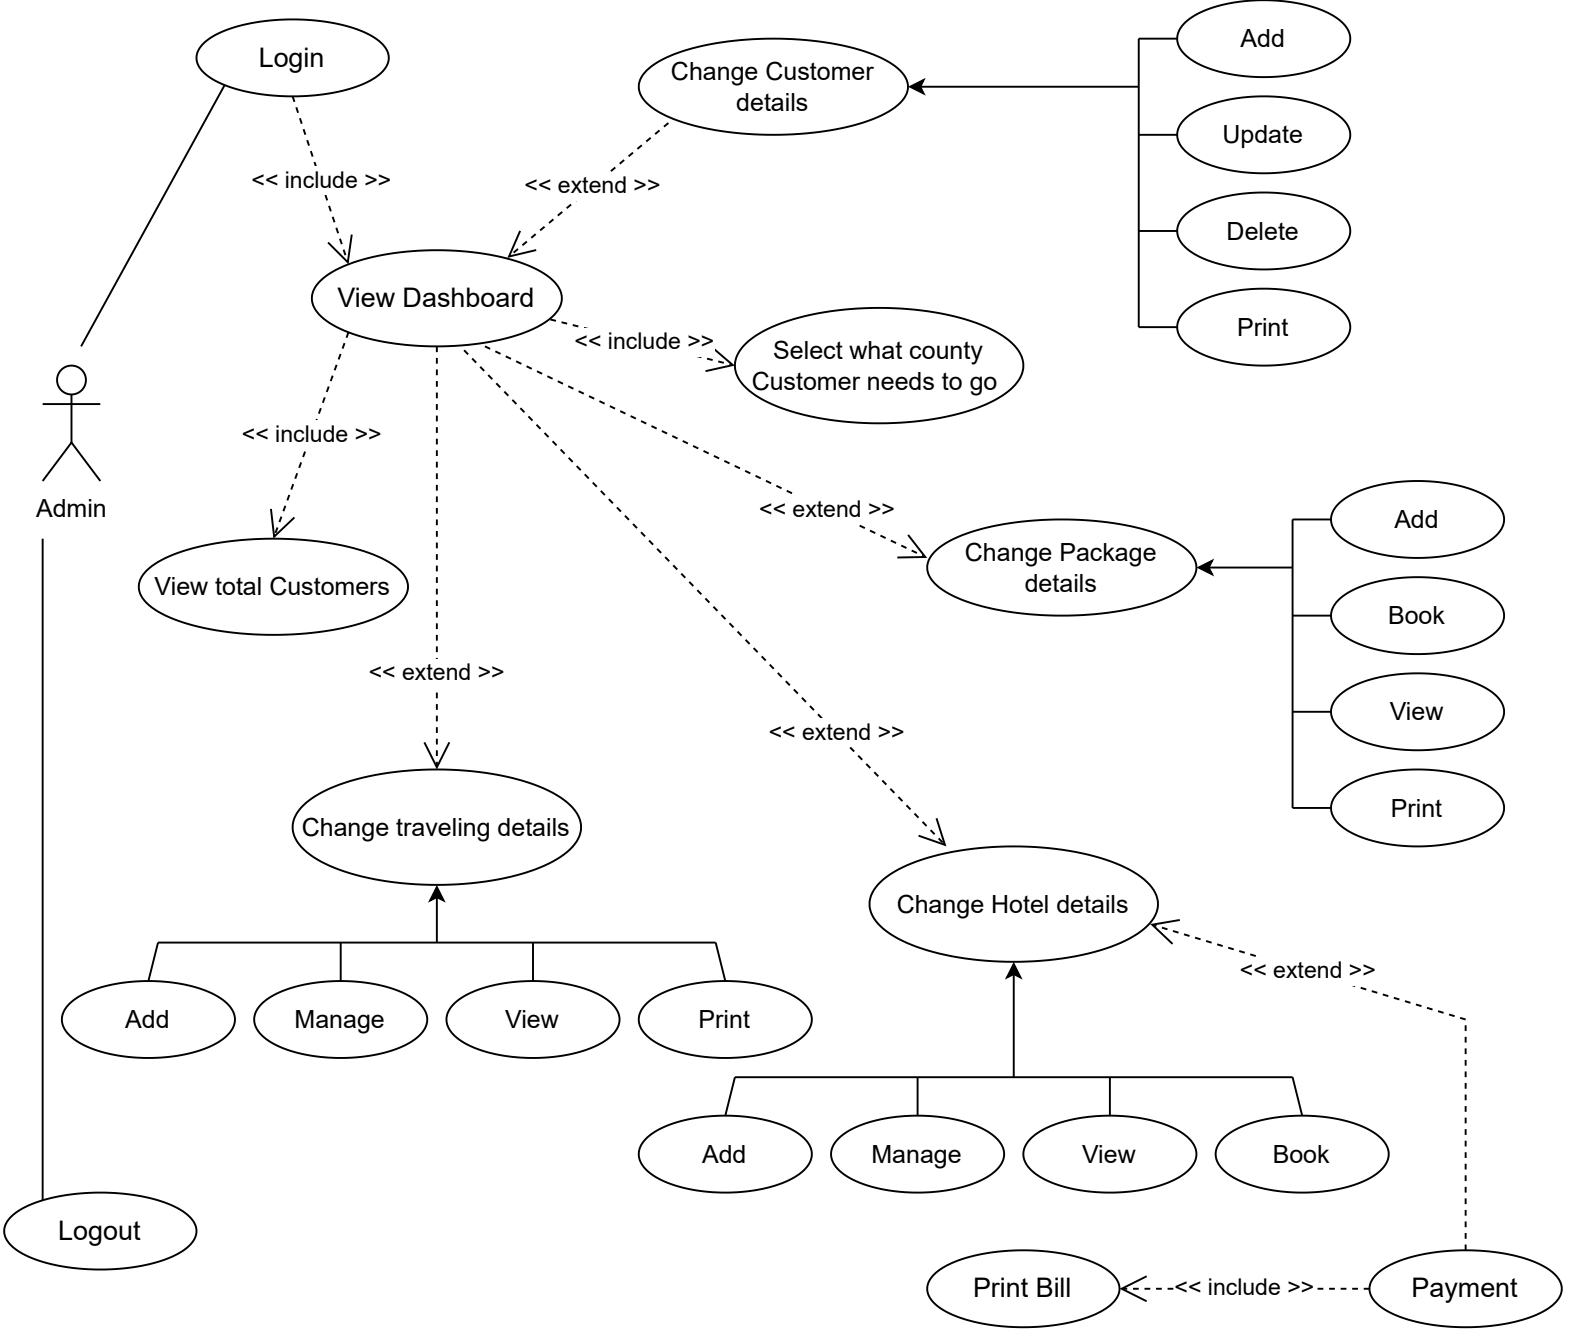 Login
Change Customer
details
Add
Update
Delete
Print
<< include >>
<< extend >>
View Dashboard
<< include >>
Select what county
Customer needs to go
<< include >>
Admin
<< extend >>
Change Package
details
Add
Book
View
Print
View total Customers
<< extend >>
<< extend >>
Change traveling details
Change Hotel details
<< extend >>
Add
Manage
View
Print
Add
Manage
View
Book
Logout
Print Bill
<< include >>
Payment